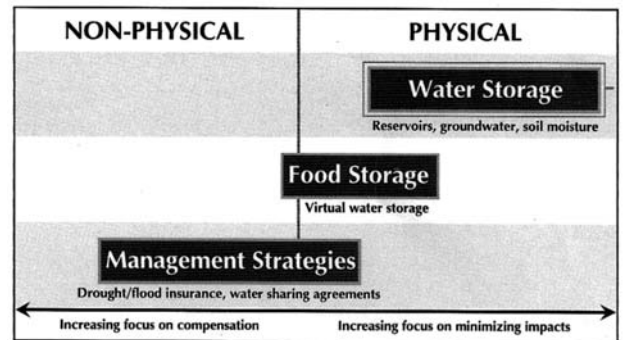 NON-PHYSICAL PHYSICAL
Water Storage
Reservoirs, groundwater, soil moisture
Food Storage
Virtual water storage
Management Strategies
Drought/flood insurance, water sharing agreements
Increasing focus on compensation Increasing focus on minimizing impacts